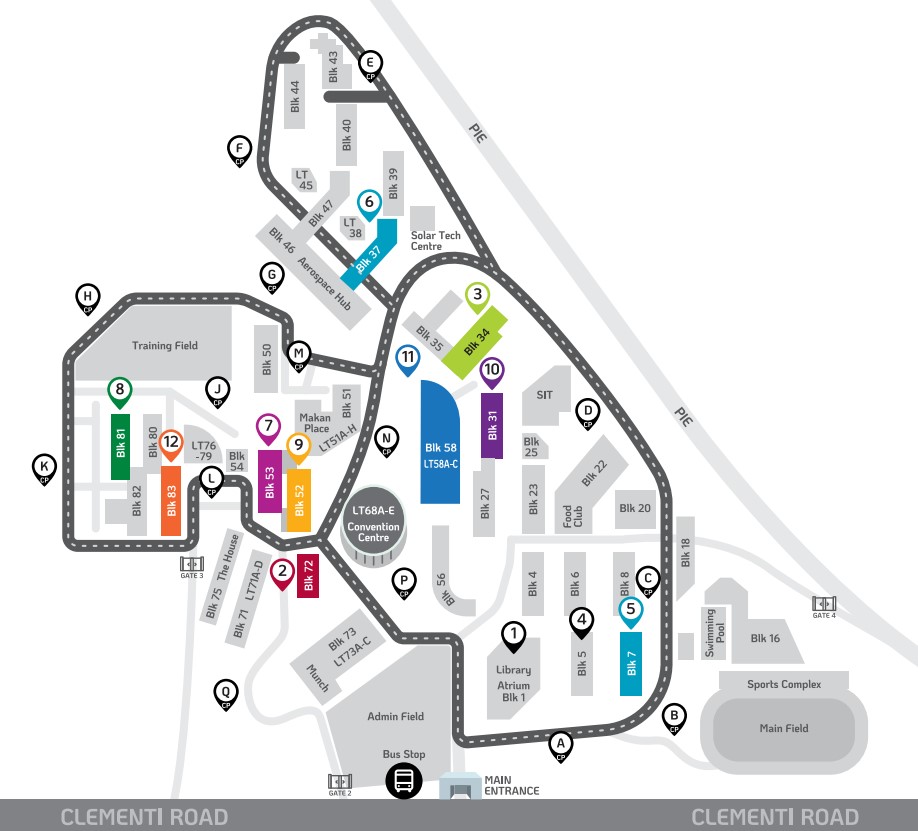 PIE
E
CP
Blk 43
Blk 44
Blk 40
F
CP
LT
45
Blk 39
6
Blk 47
LT
38
Solar Tech
Centre
Blk 46
Blk 37
Aerospace Hub
G
CP
H
CP
3
Blk 35
Blk 34
Training Field
Blk 50
M
CP
11
10
SIT
PIE
8
J
CP
Blk 51
Makan
Place
LT51A-H
D
CP
Blk 31
Blk 81
Blk 80
12
LT76
-79
7
9
N
CP
Blk 58
LT58A-C
Blk
25
K
CP
Blk
54
L
CP
Blk 53
Blk 52
Blk 82
Blk 83
Blk 27
Blk 23
Blk 22
Food
Club
Blk 20
LT68A-E
Convention
Centre
Blk 18
GATE 3
Blk 75
The House
Blk 71
LT71A-D
2
Blk 72
P
CP
Blk 56
Blk 4
Blk 6
Blk 8
C
CP
5
GATE 4
1
4
Blk 73
LT73A-C
Munch
Library
Atrium
Blk 1
Blk 5
Blk 7
Swimming
Pool
Blk 16
Q
CP
Sports Complex
Admin Field
B
CP
Main Field
A
CP
Bus Stop
GATE 2
MAIN
ENTRANCE
CLEMENTI ROAD
CLEMENTI ROAD